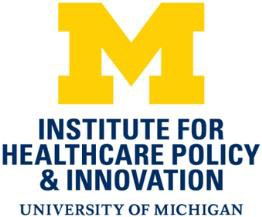 M
INSTITUTE FOR
HEALTHCARE POLICY
& INNOVATION
UNIVERSITY OF MICHIGAN